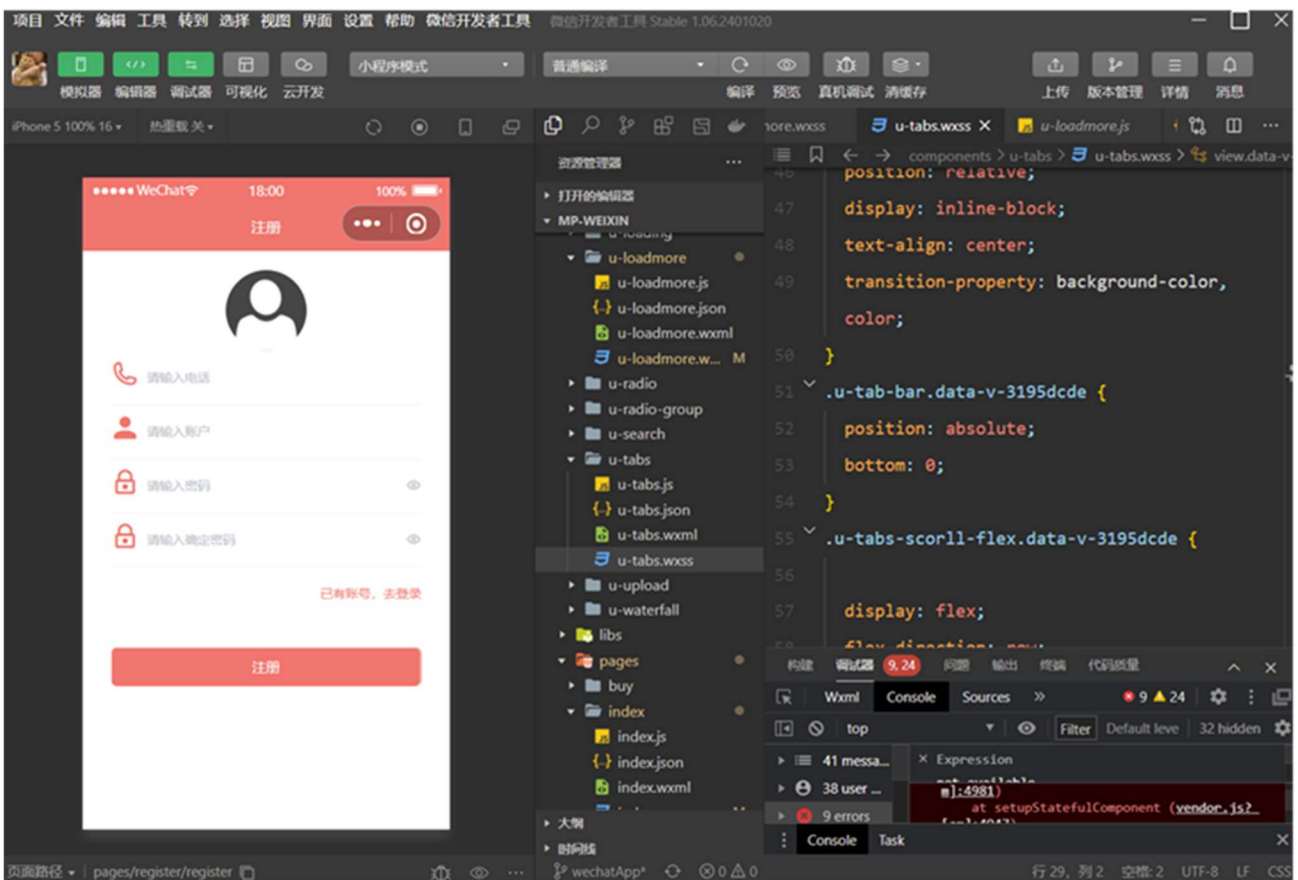 项目 文件 编辑 工具 转到 选择 视图 界面 设置 帮助 微信开发者工具 微信开发者工具 Stable 1.06.2401020
小程序模式 普通编译
模拟器 编辑器 调试器 可视化 云开发 编译 预览 真机调试 清缓存 上传 版本管理 详情 消息
iPhone 5 100% 16 热重载 关
WeChat 18:00 100%
注册
请输入电话
请输入账户
请输入密码
请输入确定密码
已有账号，去登录
注册
页面路径 pages/register/register
资源管理器
打开的编辑器
MP-WEIXIN
u-loading
u-loadmore
u-loadmore.js
u-loadmore.json
u-loadmore.wxml
u-loadmore.w... M
u-radio
u-radio-group
u-search
u-tabs
u-tabs.js
u-tabs.json
u-tabs.wxml
u-tabs.wxss
u-upload
u-waterfall
libs
pages
buy
index
index.js
index.json
index.wxml
大纲
时间线
wechatApp* 0 0
nore.wxss u-tabs.wxss u-loadmore.js
components > u-tabs > u-tabs.wxss > view.data-v-
46 position: relative;
47 display: inline-block;
48 text-align: center;
49 transition-property: background-color,
color;
50 }
51 .u-tab-bar.data-v-3195dcde {
52 position: absolute;
53 bottom: 0;
54 }
55 .u-tabs-scorll-flex.data-v-3195dcde {
56
57 display: flex;
58 flex-direction: row;
构建 调试器 9, 24 问题 输出 终端 代码质量
Wxml Console Sources » 9 24
top Filter Default leve 32 hidden
41 messa...
38 user ...
9 errors
Expression
not available
m]:4981)
at setupStatefulComponent (vendor.js?
Console Task
行 29，列 2 空格: 2 UTF-8 LF CSS